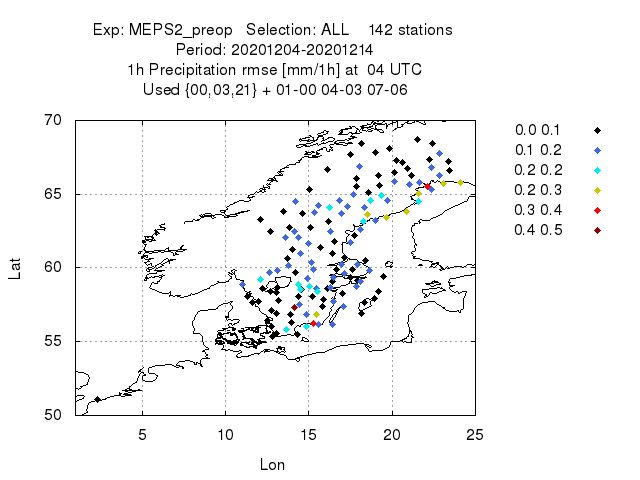 Exp: MEPS2_preop Selection: ALL 142 stations
Period: 20201204-20201214
1h Precipitation rmse [mm/1h] at 04 UTC
Used {00,03,21} + 01-00 04-03 07-06
70
65
60
55
50
5 10 15 20 25
Lat
Lon
0.0 0.1
0.1 0.2
0.2 0.2
0.2 0.3
0.3 0.4
0.4 0.5